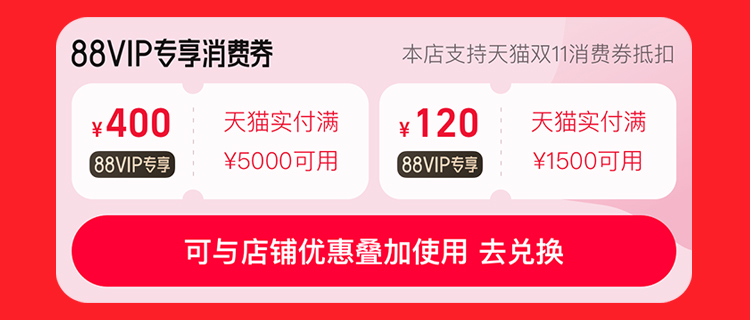 88VIP专享消费券
本店支持天猫双11消费券抵扣
¥400
88VIP专享
天猫实付满
¥5000可用
¥120
88VIP专享
天猫实付满
¥1500可用
可与店铺优惠叠加使用 去兑换